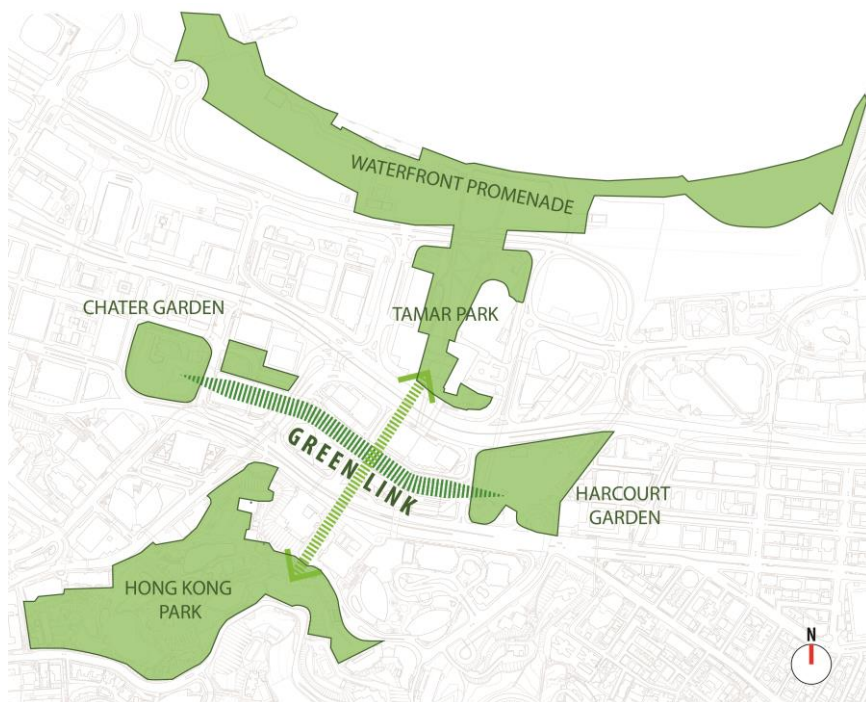 WATERFRONT PROMENADE
CHATER GARDEN
TAMAR PARK
GREEN LINK
HARCOURT
GARDEN
HONG KONG
PARK
N